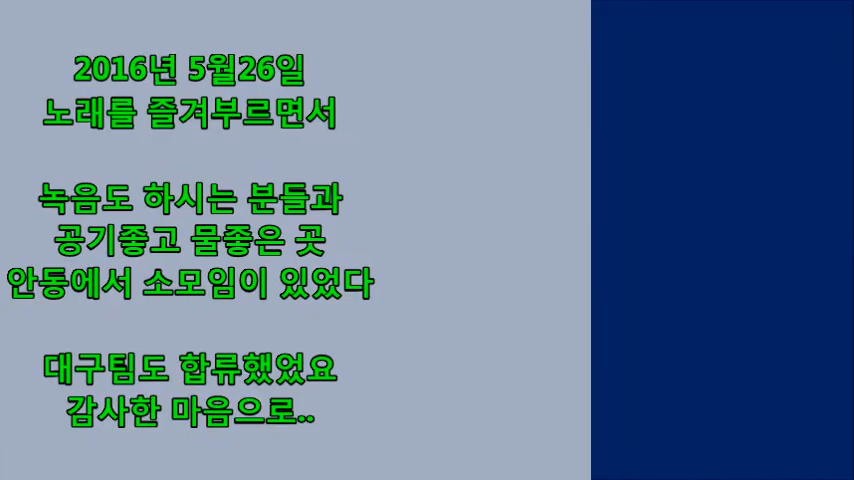 2016년 5월26일
노래를 즐겨부르면서
녹음도 하시는 분들과
공기좋고 물좋은 곳
안동에서 소모임이 있었다
대구팀도 합류했었요
감사한 마음으로..